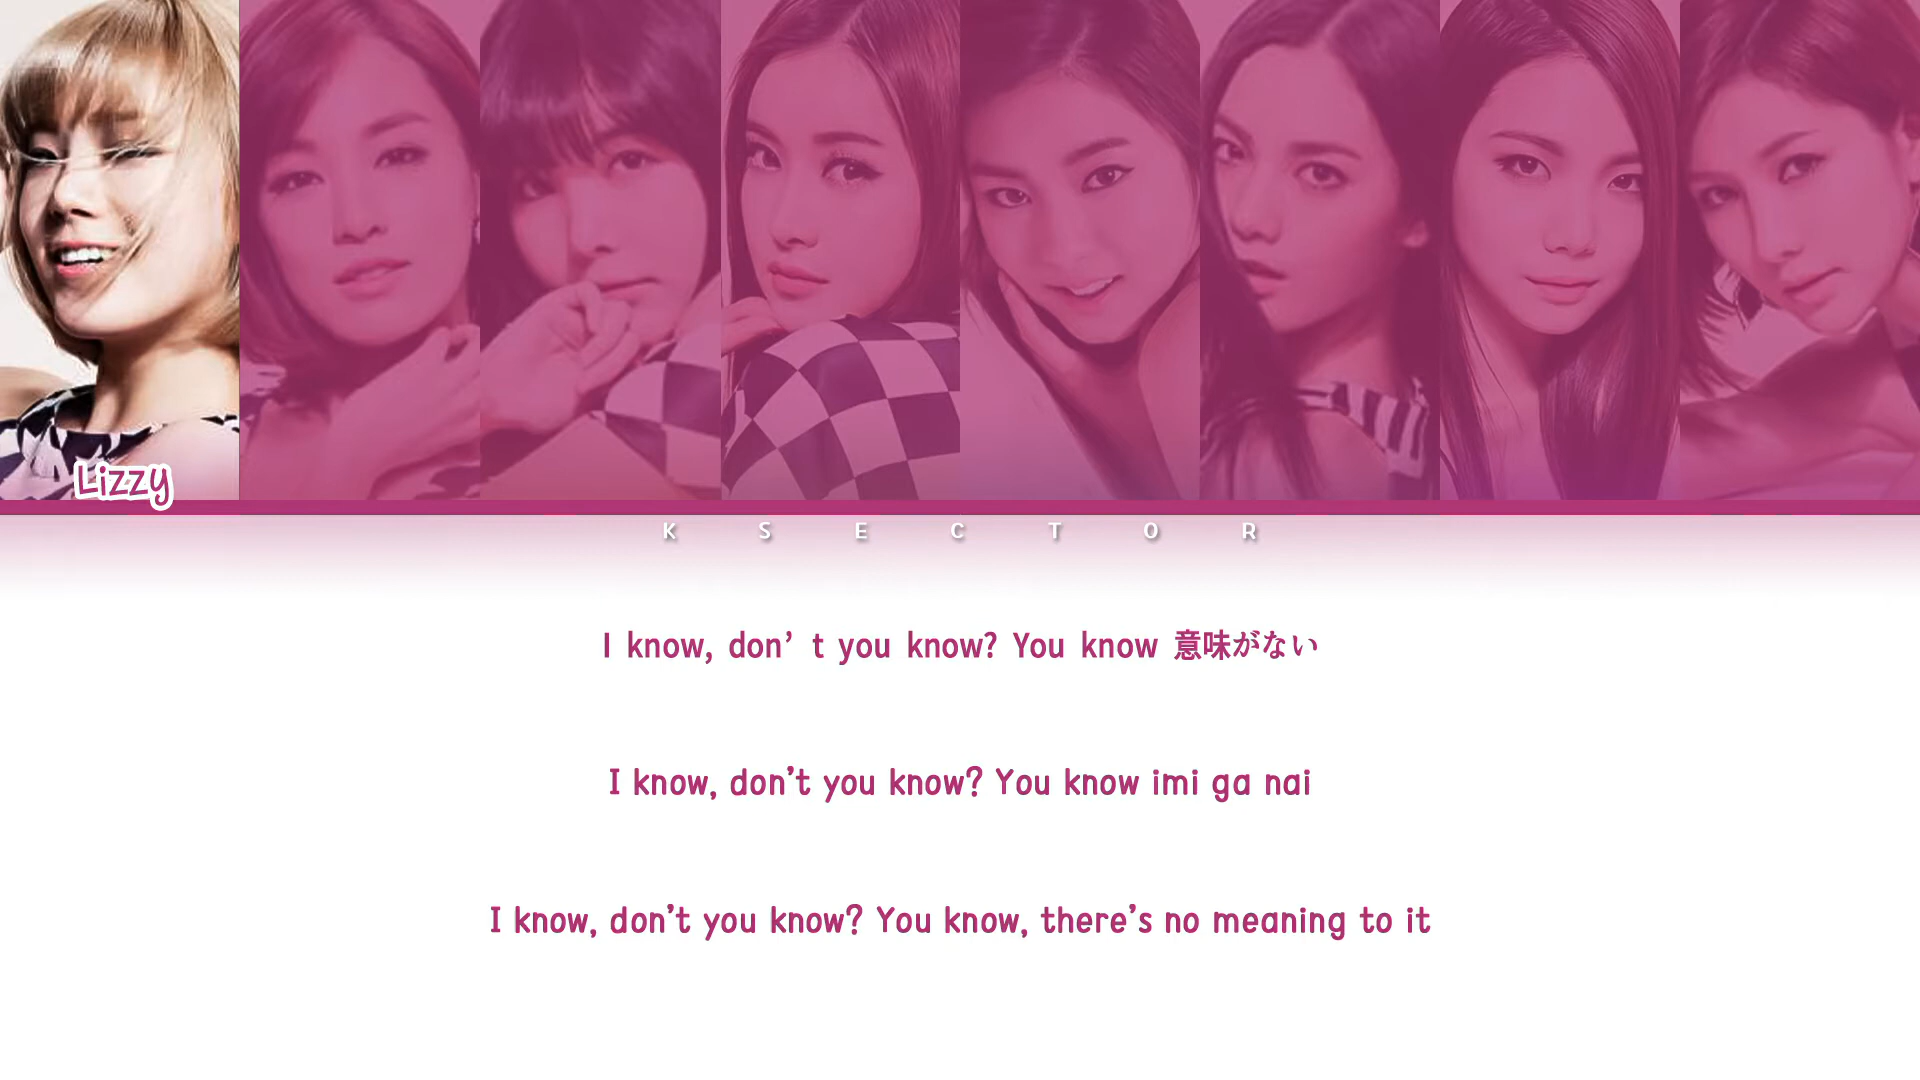 Lizzy
K S E C T O R
I know, don’t you know? You know 意味がない
I know, don't you know? You know imi ga nai
I know, don't you know? You know, there's no meaning to it